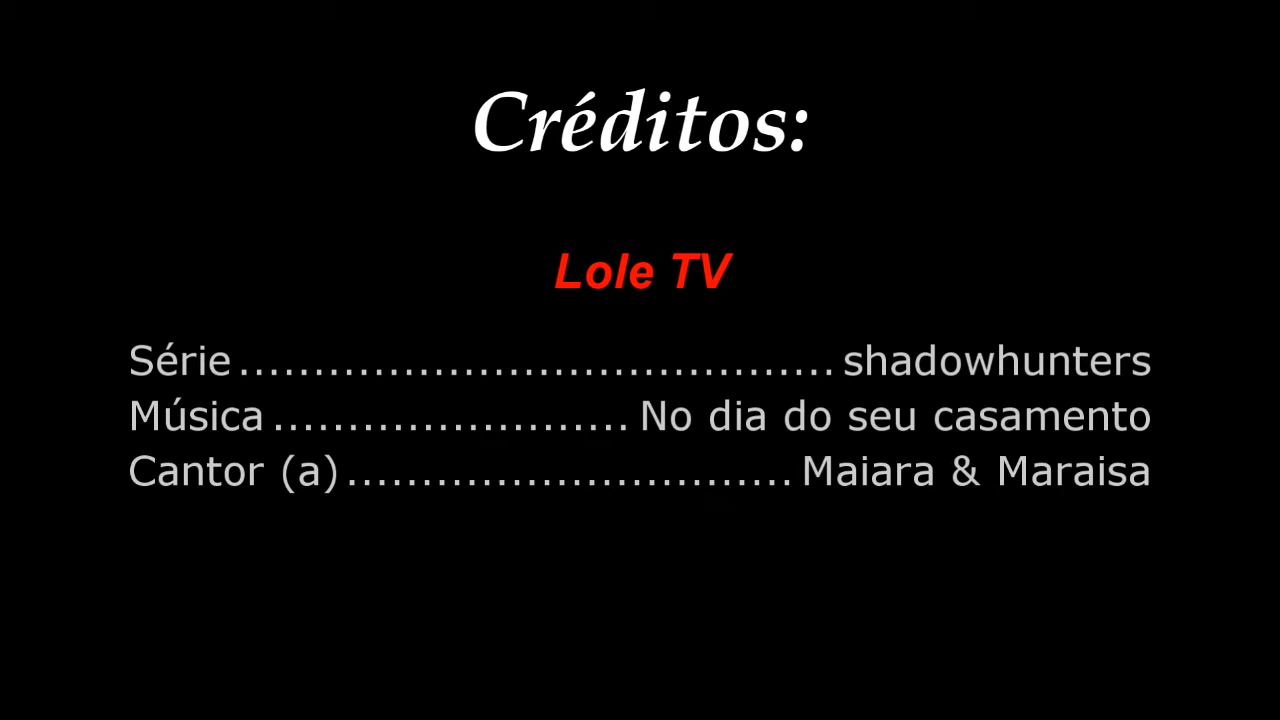 Créditos:
Lole TV
Série........................................shadowhunters
Música........................No dia do seu casamento
Cantor (a)..............................Maiara & Maraisa